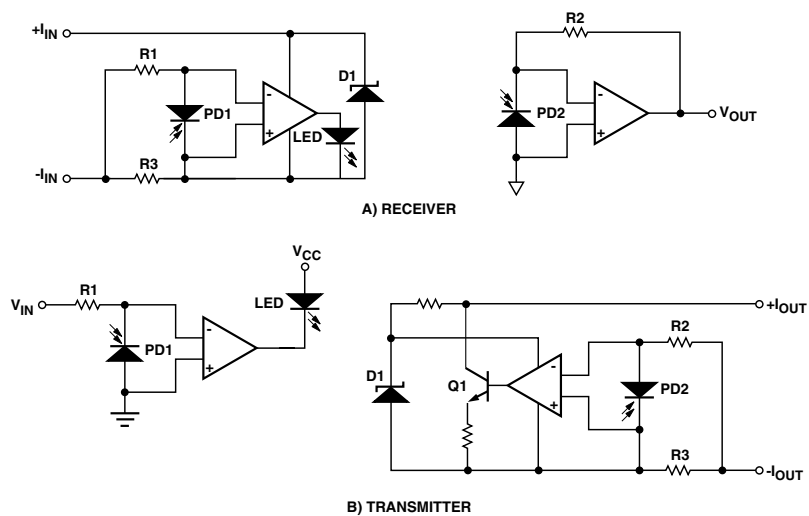 +IIN
R1
PD1
-
+
LED
D1
-IIN
R3
R2
PD2
-
+
VOUT
A) RECEIVER
VIN
R1
PD1
-
+
VCC
LED
+IOUT
D1
Q1
-
+
R2
PD2
R3
-IOUT
B) TRANSMITTER